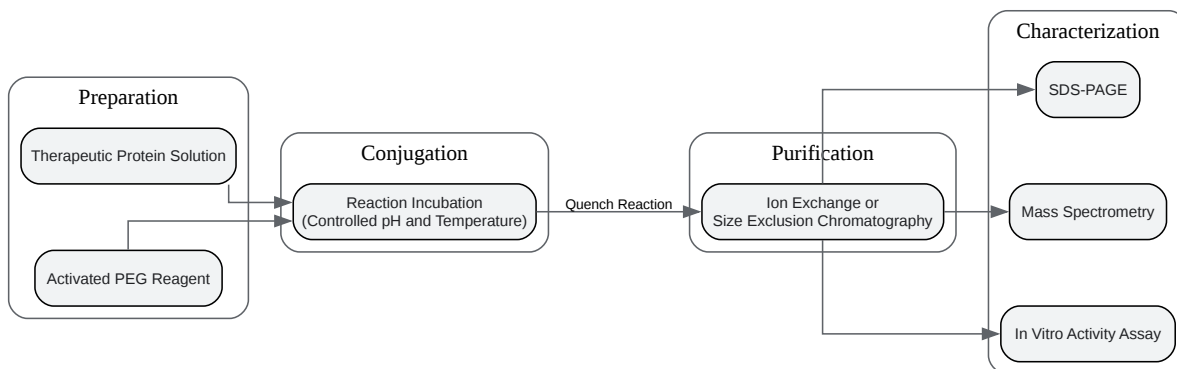 Preparation
Therapeutic Protein Solution
Activated PEG Reagent
Conjugation
Reaction Incubation
(Controlled pH and Temperature)
Quench Reaction
Purification
Ion Exchange or
Size Exclusion Chromatography
Characterization
SDS-PAGE
Mass Spectrometry
In Vitro Activity Assay